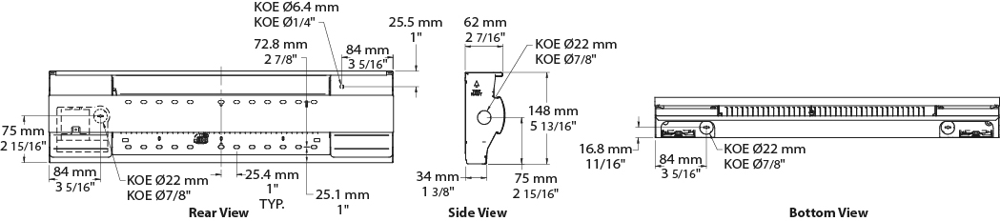 KOE Ø6.4 mm
KOE Ø1/4"
72.8 mm
2 7/8"
84 mm
3 5/16"
25.5 mm
1"
75 mm
2 15/16"
84 mm
3 5/16"
KOE Ø22 mm
KOE Ø7/8"
25.4 mm
1"
TYP.
25.1 mm
1"
Rear View
62 mm
2 7/16"
KOE Ø22 mm
KOE Ø7/8"
148 mm
5 13/16"
34 mm
1 3/8"
75 mm
2 15/16"
Side View
16.8 mm
11/16"
84 mm
3 5/16"
KOE Ø22 mm
KOE Ø7/8"
Bottom View